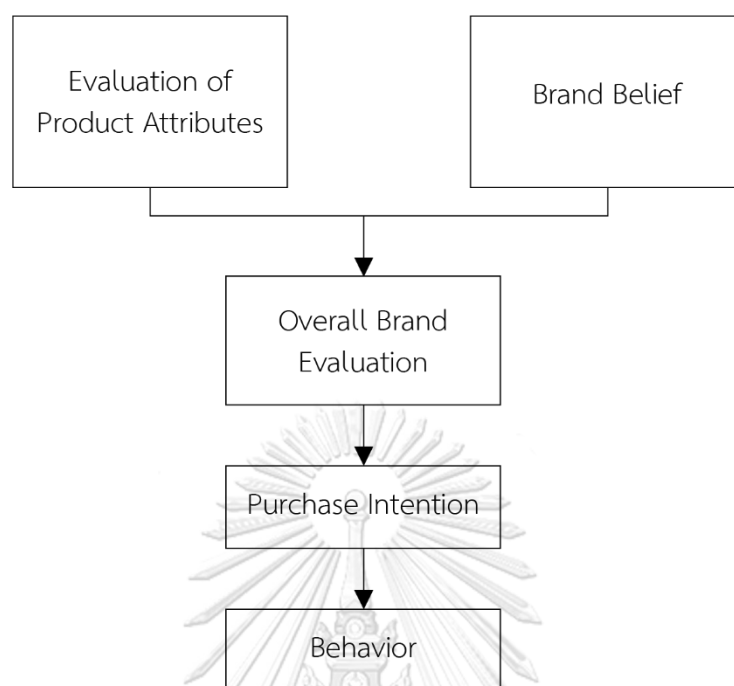 Evaluation of
Product Attributes
Brand Belief
Overall Brand
Evaluation
Purchase Intention
Behavior